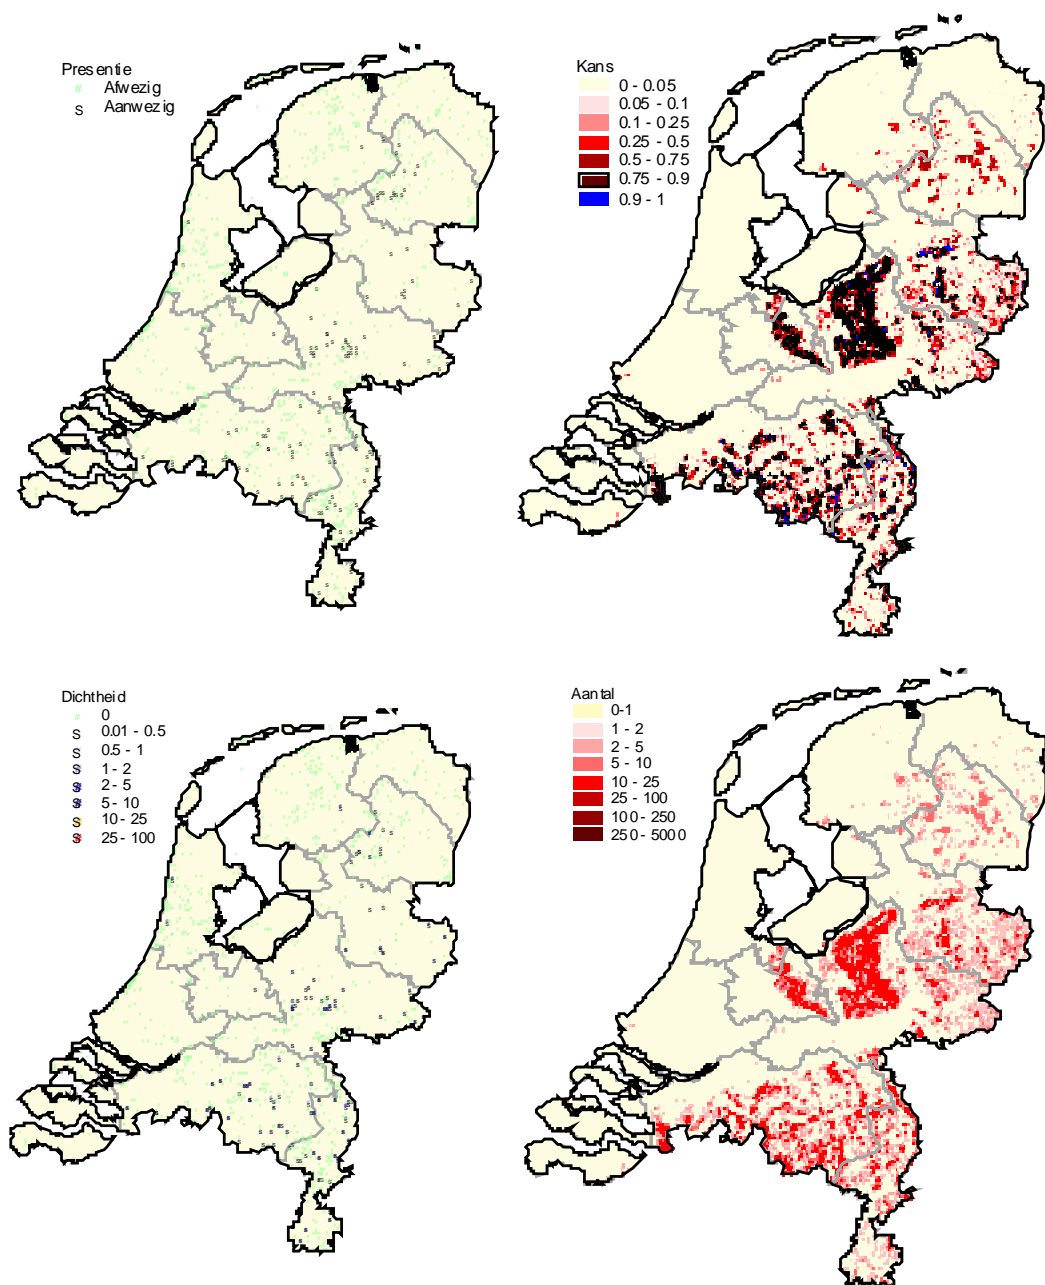 Presentie
# Afwezig
S Aanwezig
Kans
0 - 0.05
0.05 - 0.1
0.1 - 0.25
0.25 - 0.5
0.5 - 0.75
0.75 - 0.9
0.9 - 1
Dichtheid
# 0
S 0.01 - 0.5
S 0.5 - 1
S 1 - 2
S 2 - 5
S 5 - 10
S 10 - 25
S 25 - 100
Aantal
0-1
1 - 2
2 - 5
5 - 10
10 - 25
25 - 100
100 - 250
250 - 5000